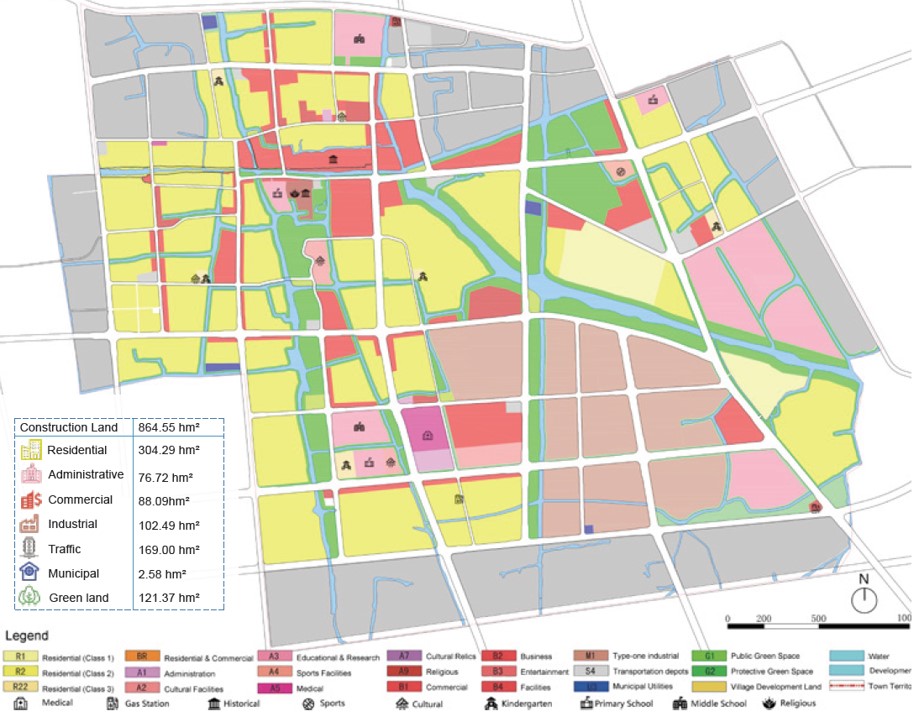 Construction Land 864.55 hm²
Residential 304.29 hm²
Administrative 76.72 hm²
Commercial 88.09hm²
Industrial 102.49 hm²
Traffic 169.00 hm²
Municipal 2.58 hm²
Green land 121.37 hm²
N
0 200 500 100
Legend
R1 Residential (Class 1) BR Residential & Commercial A3 Educational & Research A7 Cultural Relics B2 Business M1 Type-one industrial G1 Public Green Space Water
R2 Residential (Class 2) A1 Administration A4 Sports Facilities A9 Religious B3 Entertainment S4 Transportation depots G2 Protective Green Space Developmer
R22 Residential (Class 3) A2 Cultural Facilities A5 Medical B1 Commercial B4 Facilities Municipal Utilities Village Development Land Town Territo
Medical Gas Station Historical Sports Cultural Kindergarten Primary School Middle School Religious